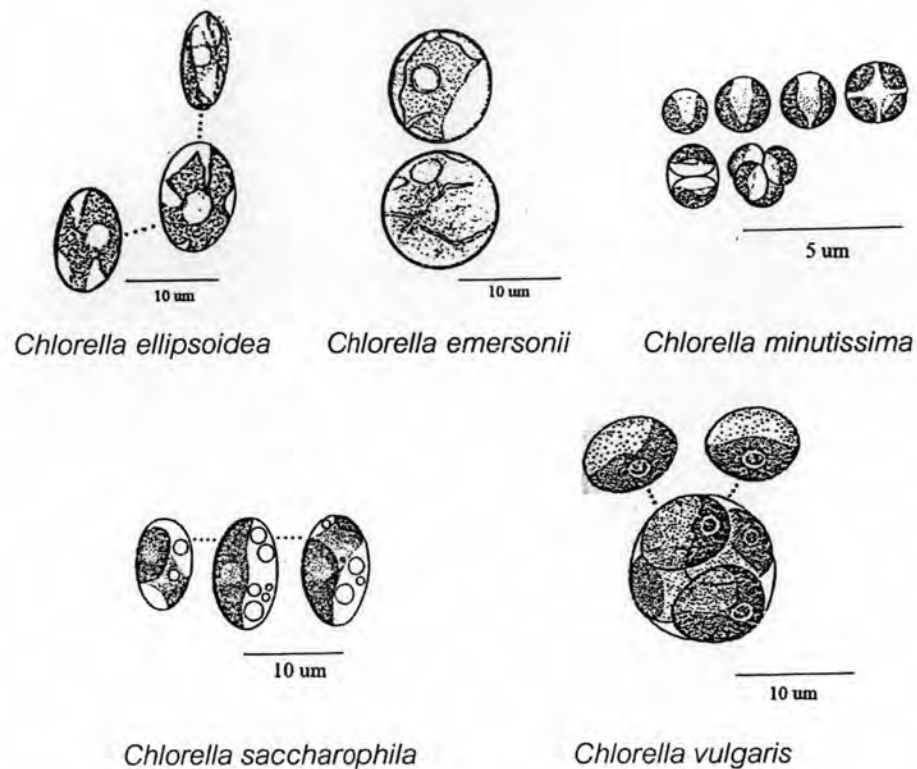 10 um
10 um
5 um
Chlorella ellipsoidea
Chlorella emersonii
Chlorella minutissima
10 um
10 um
Chlorella saccharophila
Chlorella vulgaris